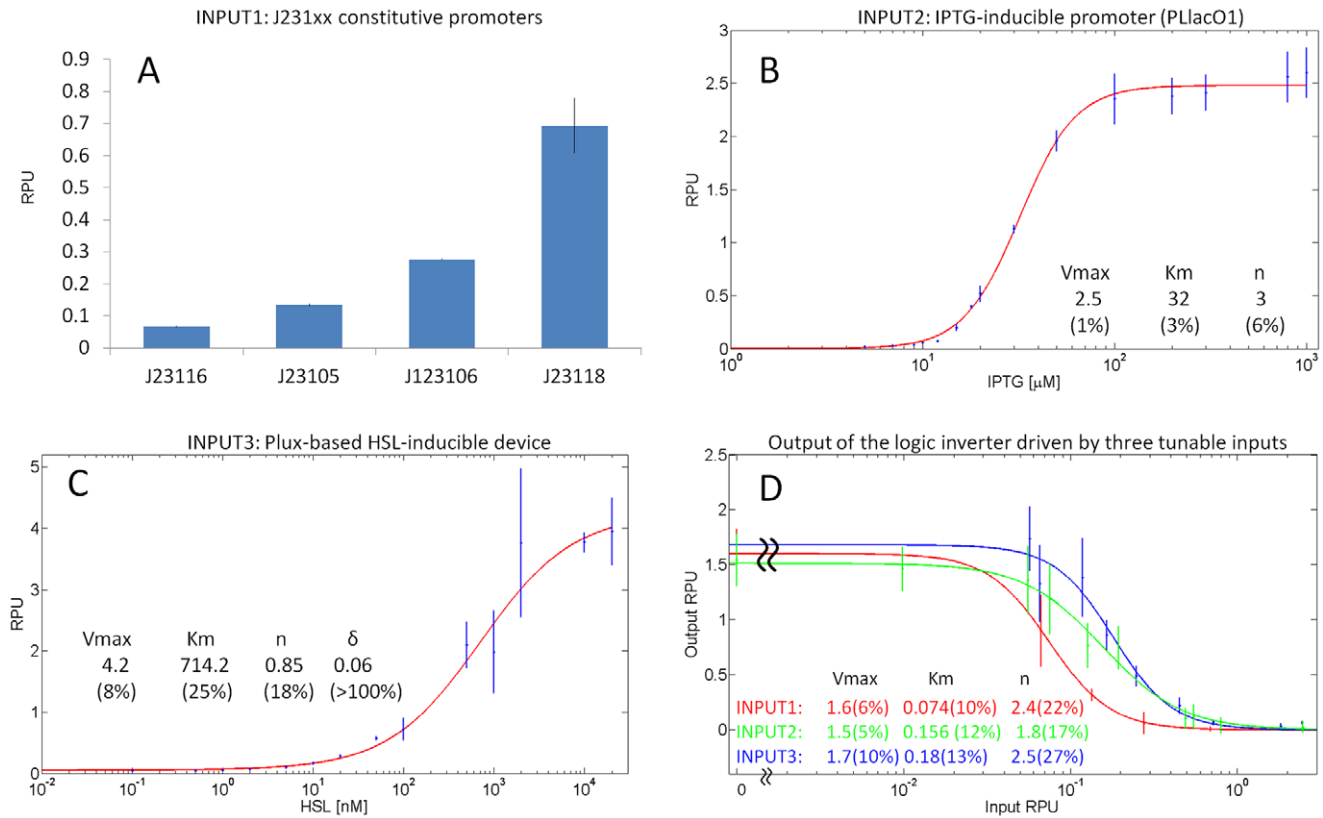 INPUT1: J231xx constitutive promoters
A
RPU
0.9
0.8
0.7
0.6
0.5
0.4
0.3
0.2
0.1
0
J23116 J23105 J123106 J23118
INPUT2: IPTG-inducible promoter (PLlacO1)
B
RPU
3
2.5
2
1.5
1
0.5
0
Vmax Km n
2.5 32 3
(1%) (3%) (6%)
10^0 10^1 10^2 10^3
IPTG [μM]
INPUT3: Plux-based HSL-inducible device
C
RPU
5
4
3
2
1
0
Vmax Km n δ
4.2 714.2 0.85 0.06
(8%) (25%) (18%) (>100%)
10^-2 10^-1 10^0 10^1 10^2 10^3 10^4
HSL [nM]
Output of the logic inverter driven by three tunable inputs
D
Output RPU
2.5
2
1.5
1
0.5
0
Vmax Km n
INPUT1: 1.6(6%) 0.074(10%) 2.4(22%)
INPUT2: 1.5(5%) 0.156 (12%) 1.8(17%)
INPUT3: 1.7(10%) 0.18(13%) 2.5(27%)
0 10^-2 10^-1 10^0
Input RPU